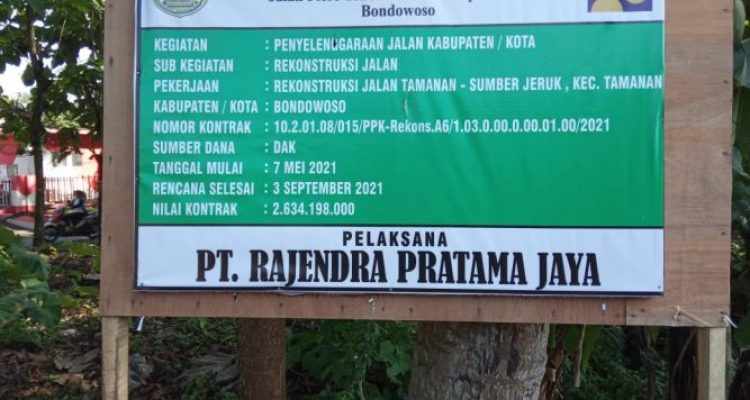 Bondowoso
KEGIATAN : PENYELENGGARAAN JALAN KABUPATEN / KOTA
SUB KEGIATAN : REKONSTRUKSI JALAN
PEKERJAAN : REKONSTRUKSI JALAN TAMANAN - SUMBER JERUK , KEC. TAMANAN
KABUPATEN / KOTA : BONDOWOSO
NOMOR KONTRAK : 10.2.01.08/015/PPK-Rekons.A6/1.03.0.00.0.00.01.00/2021
SUMBER DANA : DAK
TANGGAL MULAI : 7 MEI 2021
RENCANA SELESAI : 3 SEPTEMBER 2021
NILAI KONTRAK : 2.634.198.000
PELAKSANA
PT. RAJENDRA PRATAMA JAYA